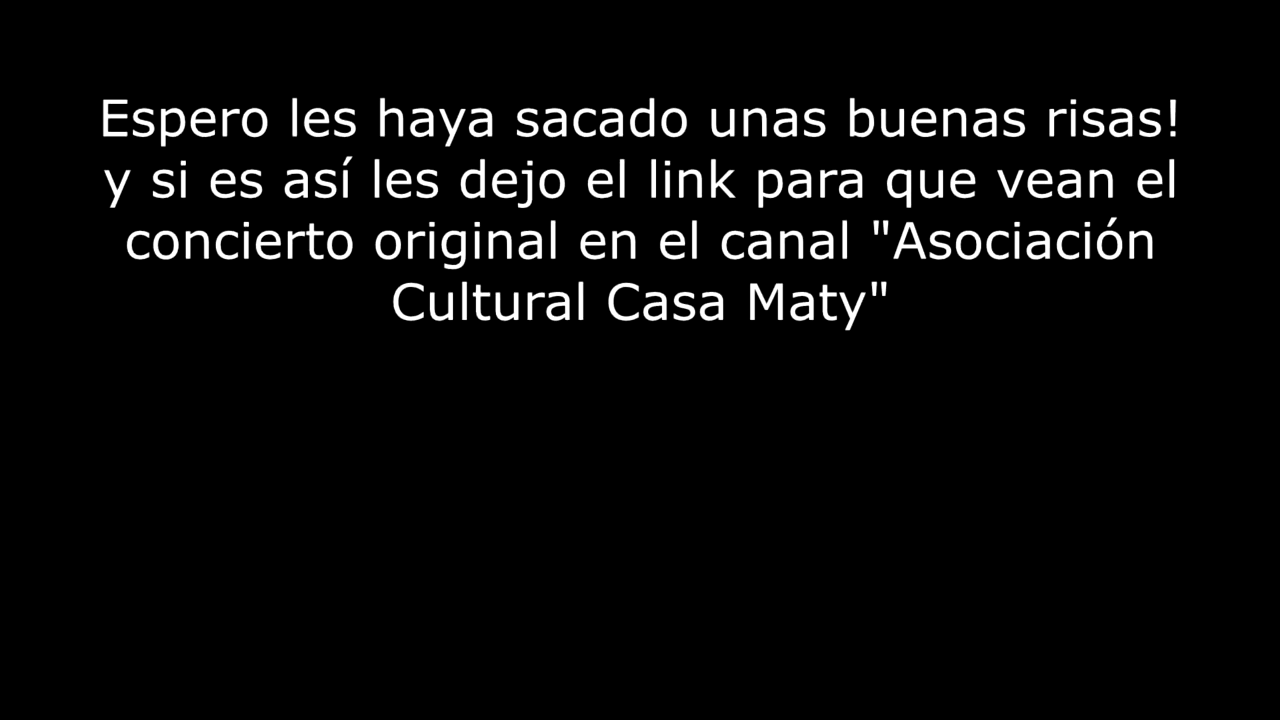 Espero les haya sacado unas buenas risas!
y si es así les dejo el link para que vean el
concierto original en el canal "Asociación
Cultural Casa Maty"